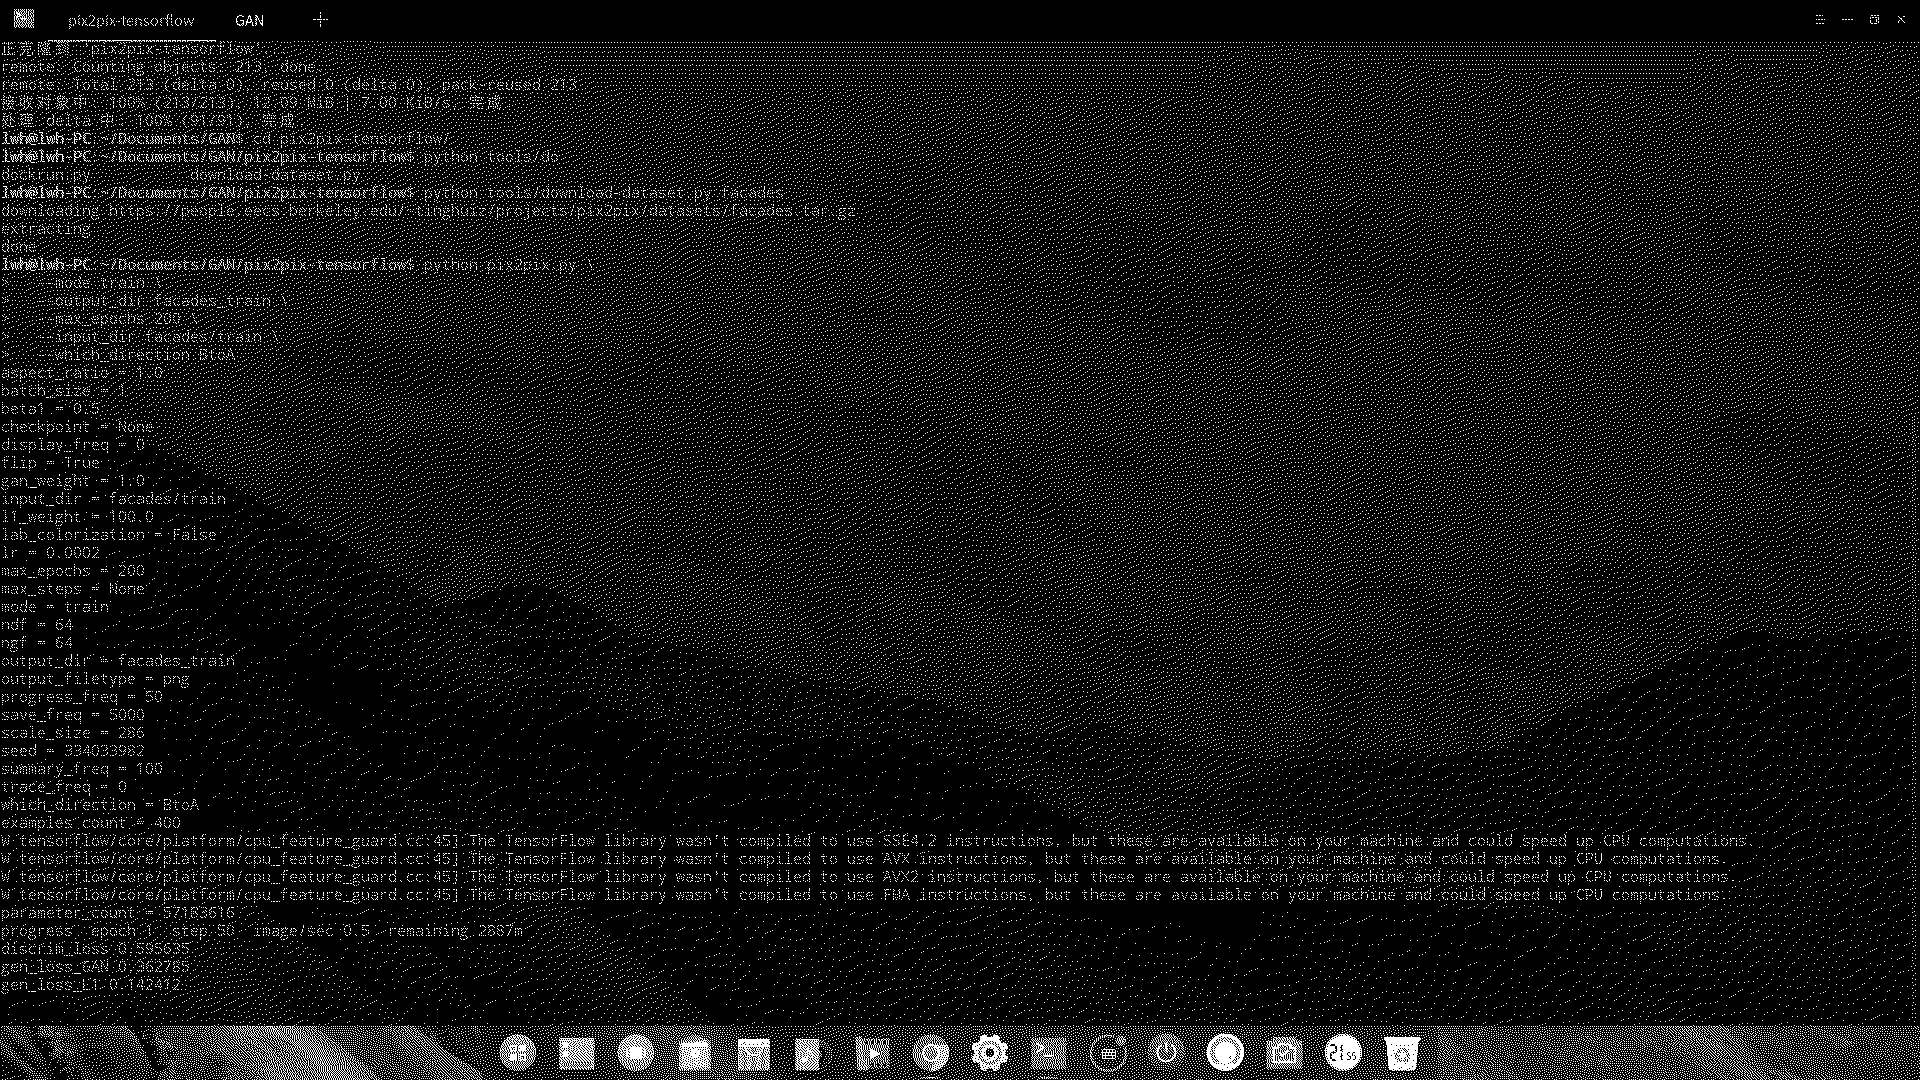 pix2pix-tensorflow GAN
正克隆到 'pix2pix-tensorflow'...
remote: Counting objects: 213, done.
remote: Total 213 (delta 0), reused 0 (delta 0), pack-reused 213
接收对象中: 100% (213/213), 12.09 MiB | 7.00 KiB/s, 完成.
处理 delta 中: 100% (91/91), 完成.
lwh@lwh-PC:~/Documents/GAN$ cd pix2pix-tensorflow/
lwh@lwh-PC:~/Documents/GAN/pix2pix-tensorflow$ python tools/do
dockrun.py download-dataset.py
lwh@lwh-PC:~/Documents/GAN/pix2pix-tensorflow$ python tools/download-dataset.py facades
downloading https://people.eecs.berkeley.edu/~tinghuiz/projects/pix2pix/datasets/facades.tar.gz
extracting
done
lwh@lwh-PC:~/Documents/GAN/pix2pix-tensorflow$ python pix2pix.py \
> --mode train \
> --output_dir facades_train \
> --max_epochs 200 \
> --input_dir facades/train \
> --which_direction BtoA
aspect_ratio = 1.0
batch_size = 1
beta1 = 0.5
checkpoint = None
display_freq = 0
flip = True
gan_weight = 1.0
input_dir = facades/train
l1_weight = 100.0
lab_colorization = False
lr = 0.0002
max_epochs = 200
max_steps = None
mode = train
ndf = 64
ngf = 64
output_dir = facades_train
output_filetype = png
progress_freq = 50
save_freq = 5000
scale_size = 286
seed = 334033982
summary_freq = 100
trace_freq = 0
which_direction = BtoA
examples count = 400
W tensorflow/core/platform/cpu_feature_guard.cc:45] The TensorFlow library wasn't compiled to use SSE4.2 instructions, but these are available on your machine and could speed up CPU computations.
W tensorflow/core/platform/cpu_feature_guard.cc:45] The TensorFlow library wasn't compiled to use AVX instructions, but these are available on your machine and could speed up CPU computations.
W tensorflow/core/platform/cpu_feature_guard.cc:45] The TensorFlow library wasn't compiled to use AVX2 instructions, but these are available on your machine and could speed up CPU computations.
W tensorflow/core/platform/cpu_feature_guard.cc:45] The TensorFlow library wasn't compiled to use FMA instructions, but these are available on your machine and could speed up CPU computations.
parameter_count = 57183616
progress epoch 1 step 50 image/sec 0.5 remaining 2887m
discrim_loss 0.595635
gen_loss_GAN 0.362785
gen_loss_L1 0.142412
21 55